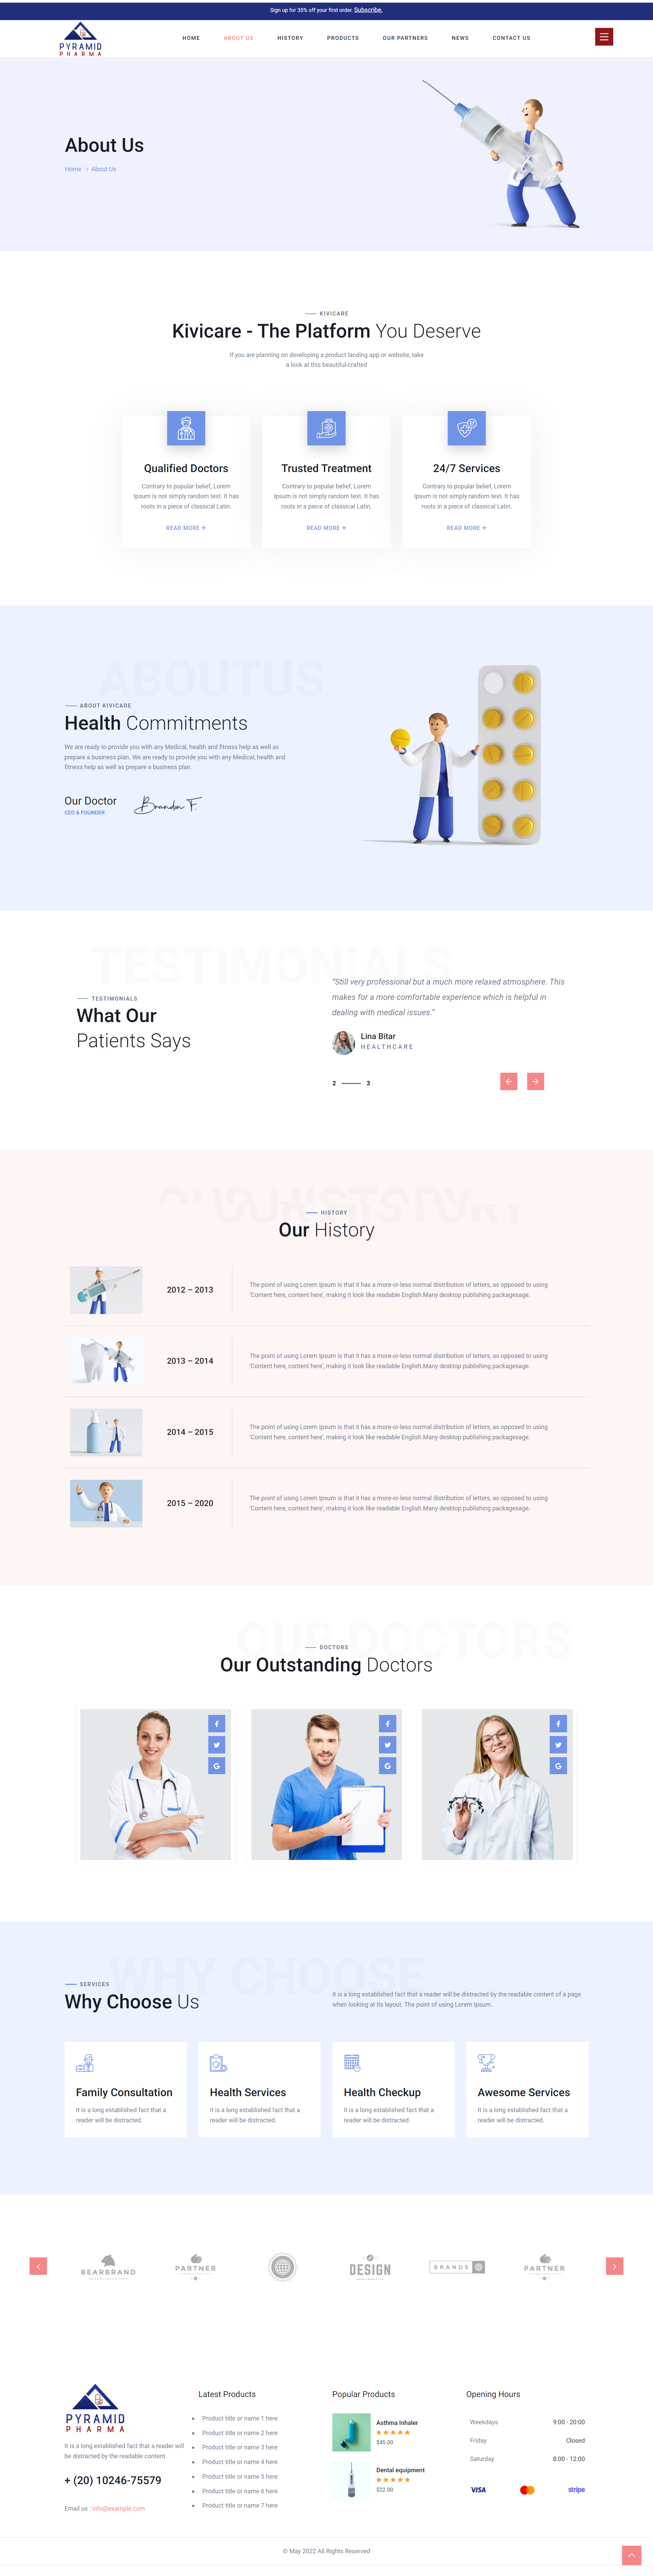 Sign up for 35% off your first order. Subscribe.
PYRAMID
PHARMA
HOME
ABOUT US
HISTORY
PRODUCTS
OUR PARTNERS
NEWS
CONTACT US
About Us
Home > About Us
KIVICARE
Kivicare - The Platform You Deserve
If you are planning on developing a product landing app or website, take
a look at this beautiful-crafted
Qualified Doctors
Contrary to popular belief, Lorem
Ipsum is not simply random text. It has
roots in a piece of classical Latin.
READ MORE +
Trusted Treatment
Contrary to popular belief, Lorem
Ipsum is not simply random text. It has
roots in a piece of classical Latin.
READ MORE +
24/7 Services
Contrary to popular belief, Lorem
Ipsum is not simply random text. It has
roots in a piece of classical Latin.
READ MORE +
ABOUTUS
ABOUT KIVICARE
Health Commitments
We are ready to provide you with any Medical, health and fitness help as well as
prepare a business plan. We are ready to provide you with any Medical, health and
fitness help as well as prepare a business plan.
Our Doctor
CEO & FOUNDER
Brandon F.
TESTIMONIALS
TESTIMONIALS
What Our
Patients Says
"Still very professional but a much more relaxed atmosphere. This
makes for a more comfortable experience which is helpful in
dealing with medical issues."
Lina Bitar
HEALTHCARE
2
3
OUR HISTORY
HISTORY
Our History
2012 – 2013
The point of using Lorem Ipsum is that it has a more-or-less normal distribution of letters, as opposed to using
'Content here, content here', making it look like readable English.Many desktop publishing packagesage.
2013 – 2014
The point of using Lorem Ipsum is that it has a more-or-less normal distribution of letters, as opposed to using
'Content here, content here', making it look like readable English.Many desktop publishing packagesage.
2014 – 2015
The point of using Lorem Ipsum is that it has a more-or-less normal distribution of letters, as opposed to using
'Content here, content here', making it look like readable English.Many desktop publishing packagesage.
2015 – 2020
The point of using Lorem Ipsum is that it has a more-or-less normal distribution of letters, as opposed to using
'Content here, content here', making it look like readable English.Many desktop publishing packagesage.
OUR DOCTORS
DOCTORS
Our Outstanding Doctors
WHY CHOOSE
SERVICES
Why Choose Us
It is a long established fact that a reader will be distracted by the readable content of a page
when looking at its layout. The point of using Lorem Ipsum.
Family Consultation
It is a long established fact that a
reader will be distracted.
Health Services
It is a long established fact that a
reader will be distracted.
Health Checkup
It is a long established fact that a
reader will be distracted.
Awesome Services
It is a long established fact that a
reader will be distracted.
BEARBRAND
PARTNER
DESIGN
BRANDS
PARTNER
PYRAMID
PHARMA
It is a long established fact that a reader will
be distracted by the readable content.
+ (20) 10246-75579
Email us : info@example.com
Latest Products
Product title or name 1 here
Product title or name 2 here
Product title or name 3 here
Product title or name 4 here
Product title or name 5 here
Product title or name 6 here
Product title or name 7 here
Popular Products
Asthma Inhaler
$45.00
Dental equipment
$22.00
Opening Hours
Weekdays 9:00 - 20:00
Friday Closed
Saturday 8:00 - 12:00
VISA
stripe
© May 2022 All Rights Reserved